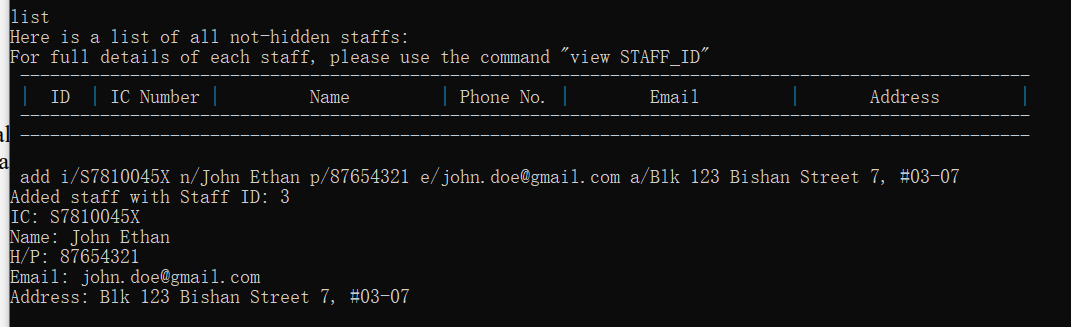 list
Here is a list of all not-hidden staffs:
For full details of each staff, please use the command "view STAFF_ID"
---------------------------------------------------------------------------------------------------
| ID | IC Number | Name | Phone No. | Email | Address |
---------------------------------------------------------------------------------------------------
---------------------------------------------------------------------------------------------------
al
a
add i/S7810045X n/John Ethan p/87654321 e/john.doe@gmail.com a/Blk 123 Bishan Street 7, #03-07
Added staff with Staff ID: 3
IC: S7810045X
Name: John Ethan
H/P: 87654321
Email: john.doe@gmail.com
Address: Blk 123 Bishan Street 7, #03-07